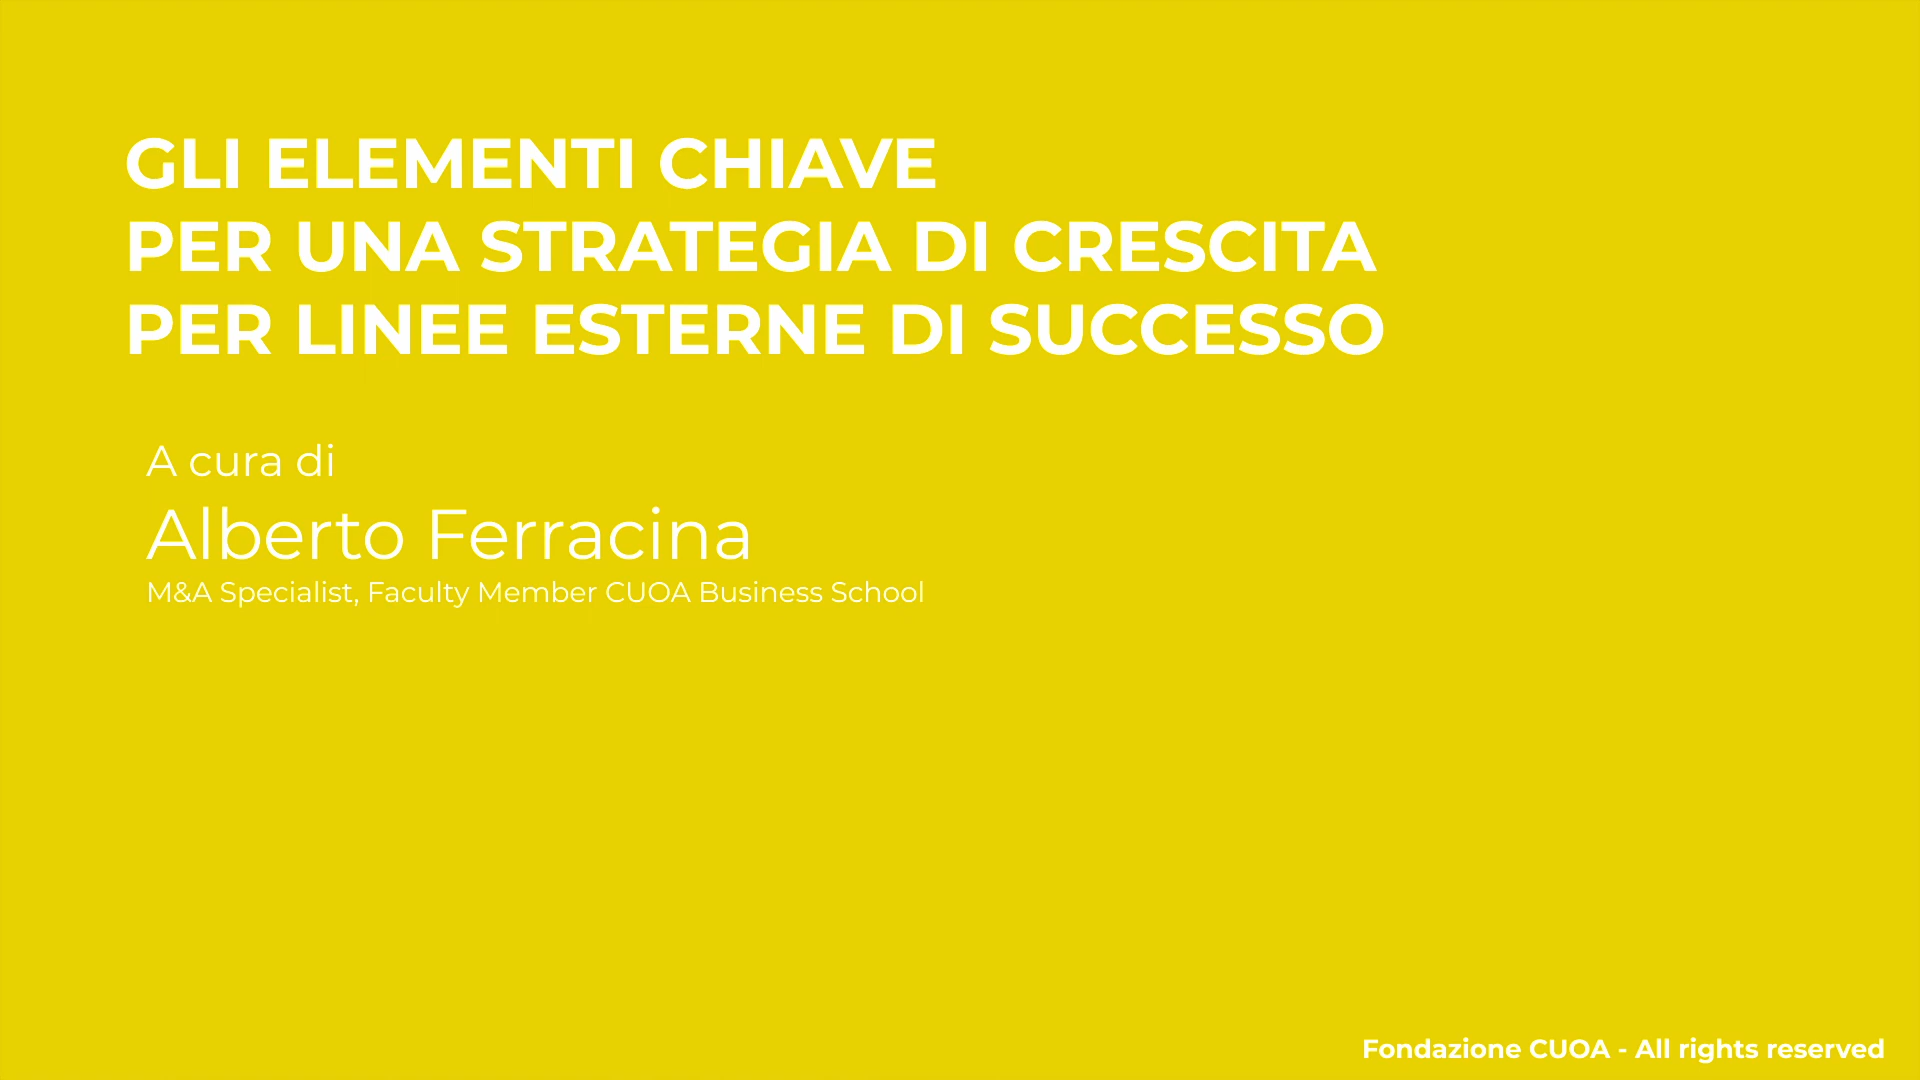 GLI ELEMENTI CHIAVE
PER UNA STRATEGIA DI CRESCITA
PER LINEE ESTERNE DI SUCCESSO
A cura di
Alberto Ferracina
M&A Specialist, Faculty Member CUOA Business School
Fondazione CUOA - All rights reserved